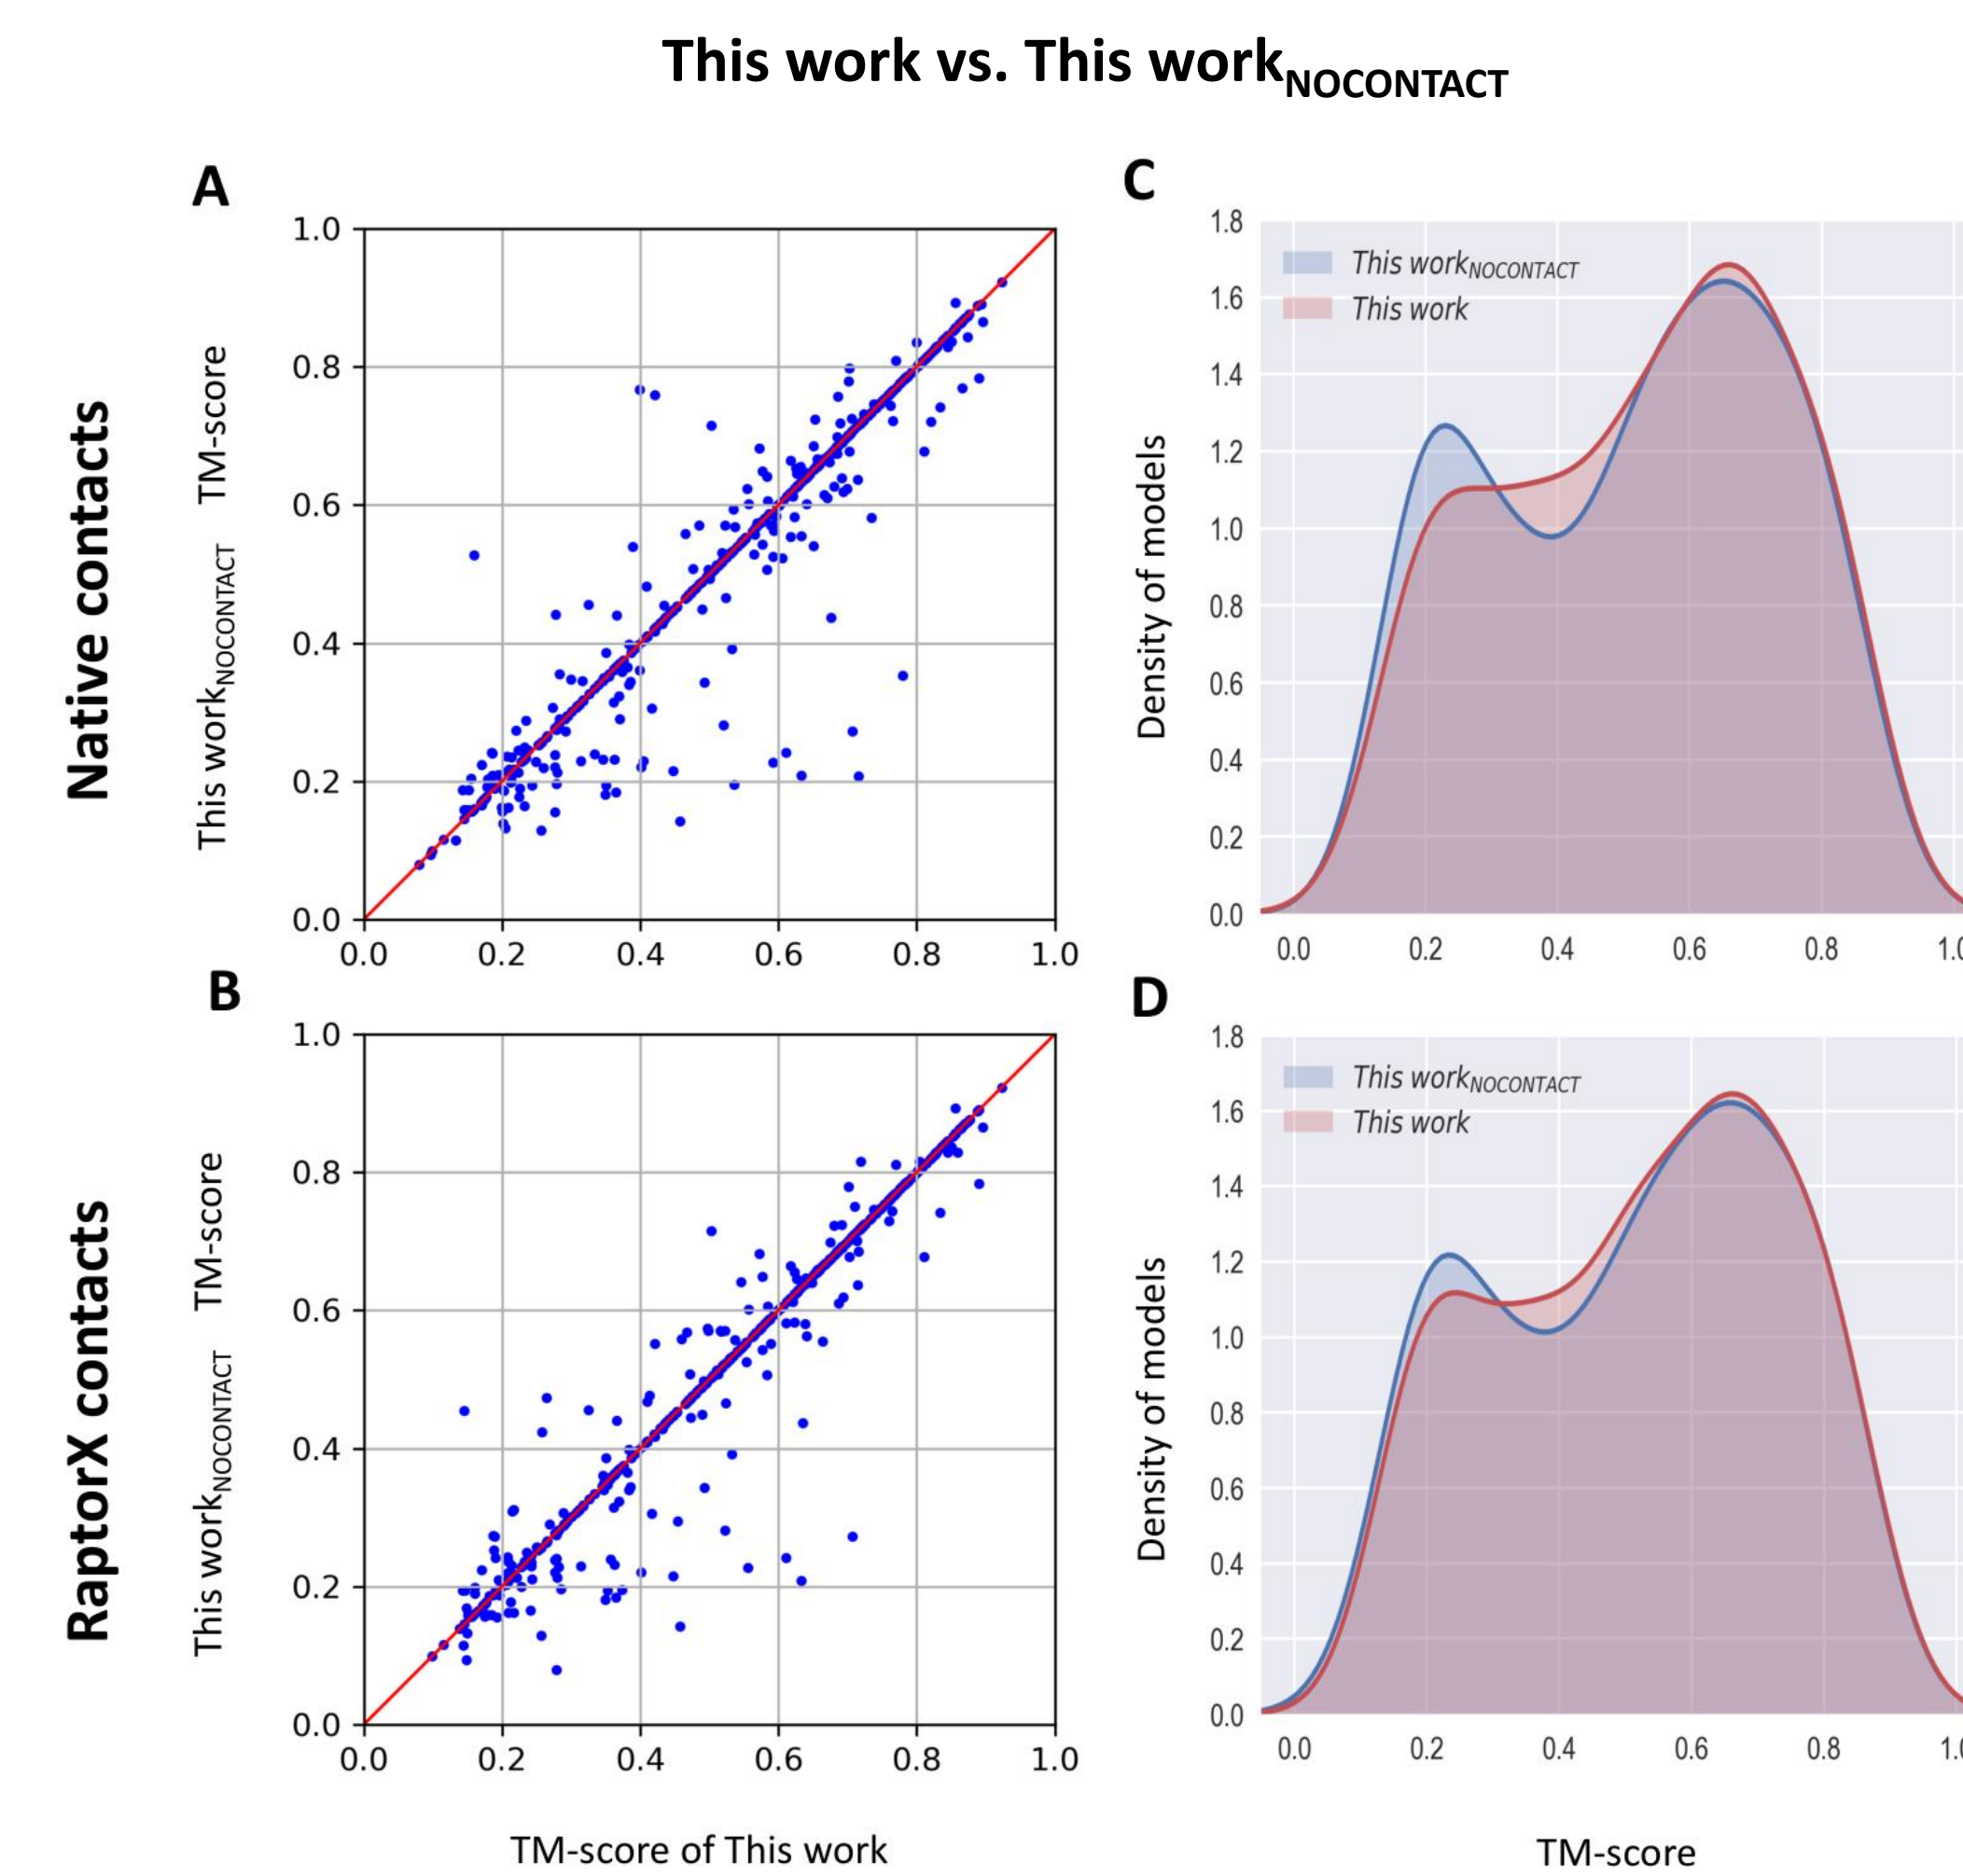 This work vs. This workNOCONTACT
Native contacts
A
This workNOCONTACT TM-score
1.0
0.8
0.6
0.4
0.2
0.0
0.0 0.2 0.4 0.6 0.8 1.0
C
Density of models
1.8
1.6
1.4
1.2
1.0
0.8
0.6
0.4
0.2
0.0
This workNOCONTACT
This work
0.0 0.2 0.4 0.6 0.8 1.0
RaptorX contacts
B
This workNOCONTACT TM-score
1.0
0.8
0.6
0.4
0.2
0.0
0.0 0.2 0.4 0.6 0.8 1.0
TM-score of This work
D
Density of models
1.8
1.6
1.4
1.2
1.0
0.8
0.6
0.4
0.2
0.0
This workNOCONTACT
This work
0.0 0.2 0.4 0.6 0.8 1.0
TM-score